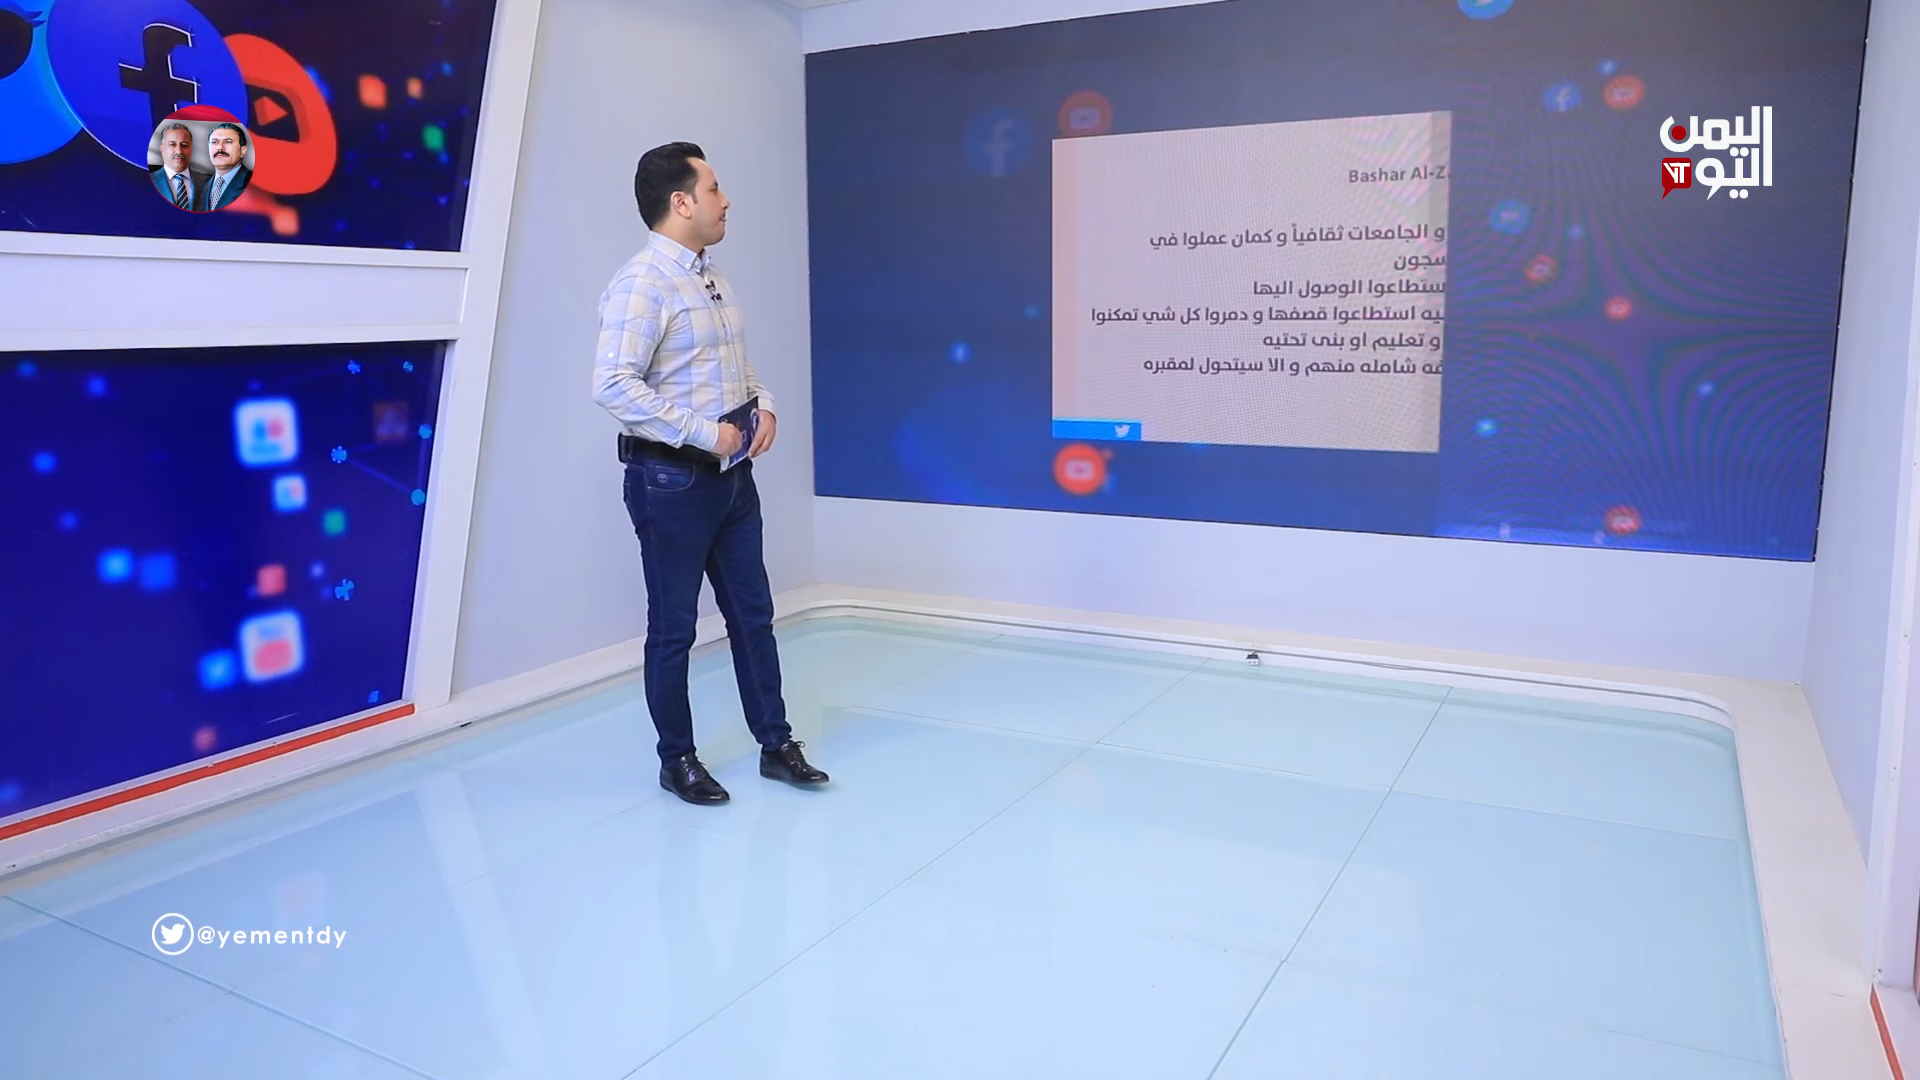 اليمن
اليوم
YT
Bashar Al-Z
و الجامعات ثقافياً و كمان عملوا في
سجون
ستطاعوا الوصول اليها
يه استطاعوا قصفها و دمروا كل شي تمكنوا
و تعليم او بنى تحتيه
فه شامله منهم و الا سيتحول لمقبره
@yementdy